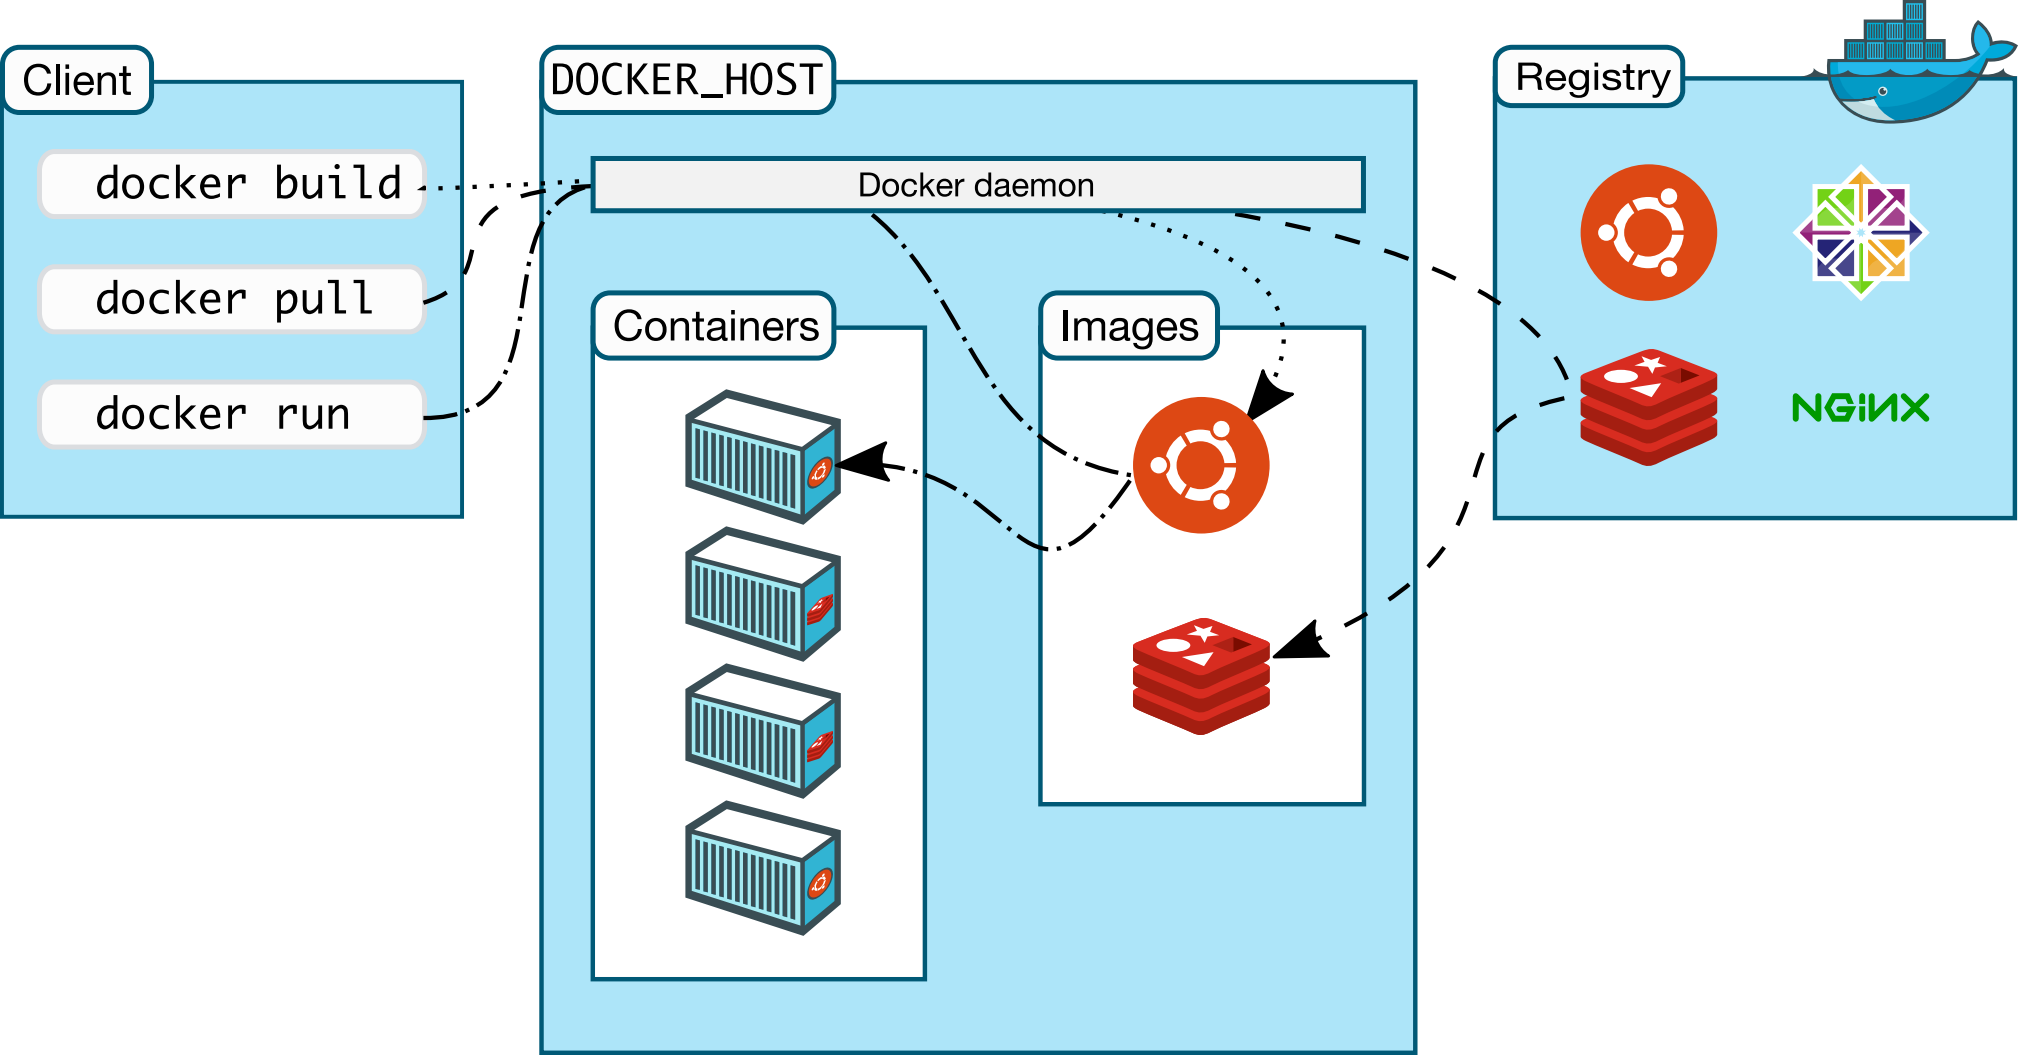 Client
docker build
docker pull
docker run
DOCKER_HOST
Docker daemon
Containers
Images
Registry
NGiNX